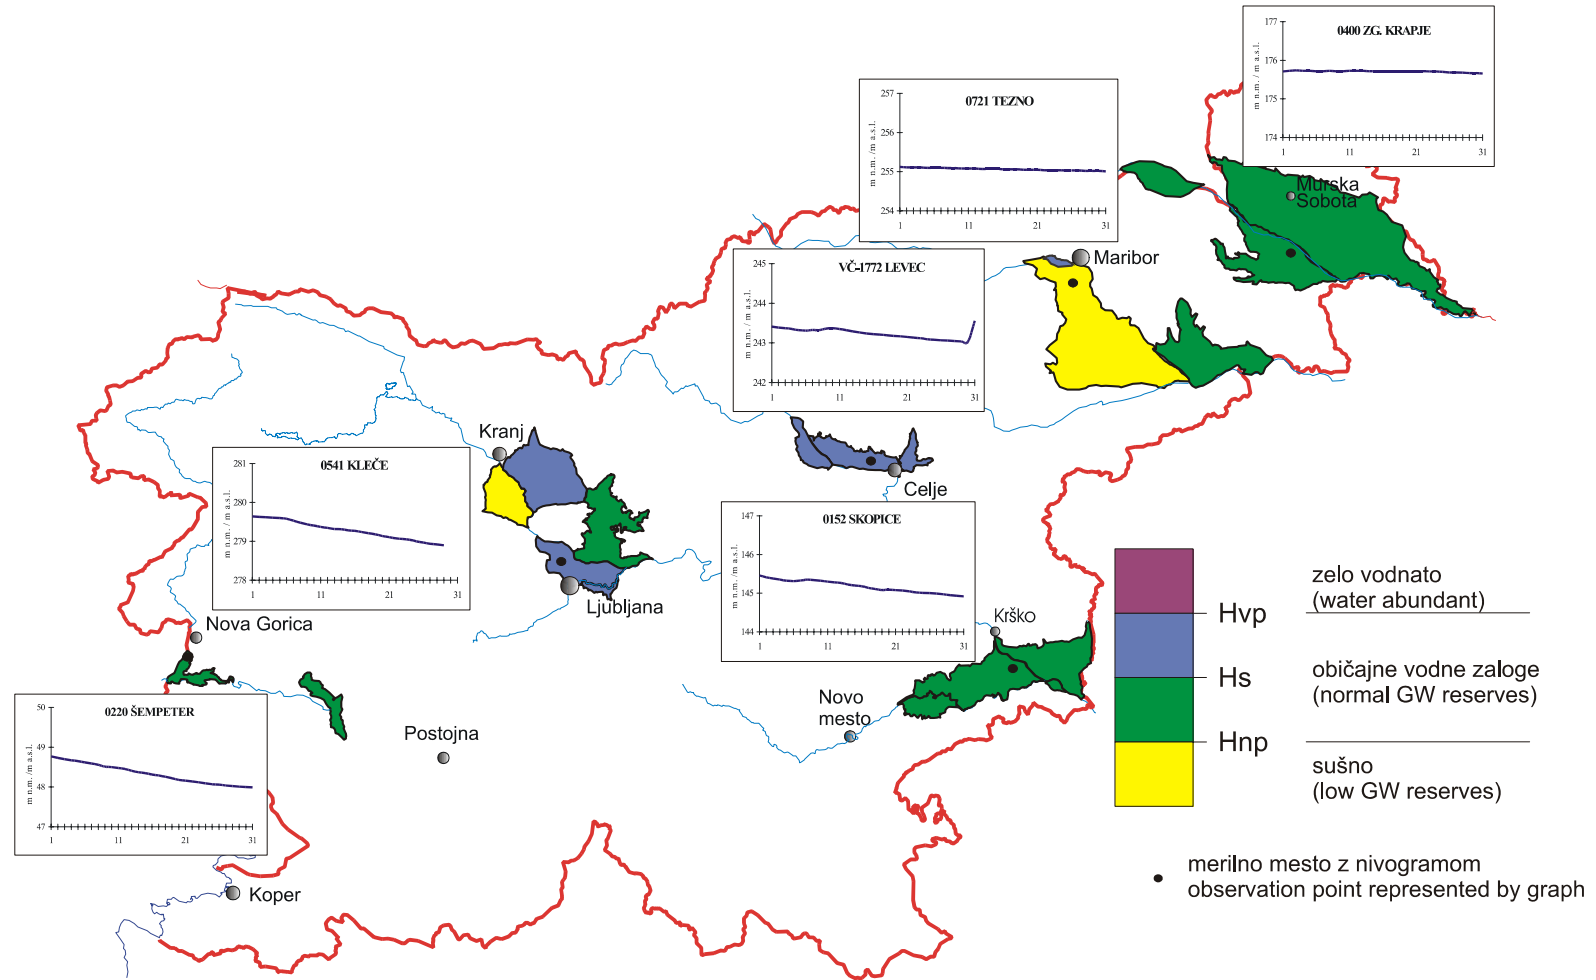 0400 ZG. KRAPJE
m n.m. / m a.s.l.
177
176
175
174
1
11
21
31
0721 TEZNO
m n.m. /m a.s.l.
257
256
255
254
1
11
21
31
Murska
Sobota
Maribor
VČ-1772 LEVEC
m n.m. / m a.s.l.
245
244
243
242
1
11
21
31
Kranj
Celje
0541 KLEČE
m n.m. / m a.s.l.
281
280
279
278
1
11
21
31
Ljubljana
0152 SKOPICE
m n.m. /m a.s.l.
147
146
145
144
1
11
21
31
Nova Gorica
Krško
Novo
mesto
Postojna
0220 ŠEMPETER
m n.m. /m a.s.l.
50
49
48
47
1
11
21
31
Koper
zelo vodnato
(water abundant)
Hvp
Hs
običajne vodne zaloge
(normal GW reserves)
Hnp
sušno
(low GW reserves)
merilno mesto z nivogramom
observation point represented by graph